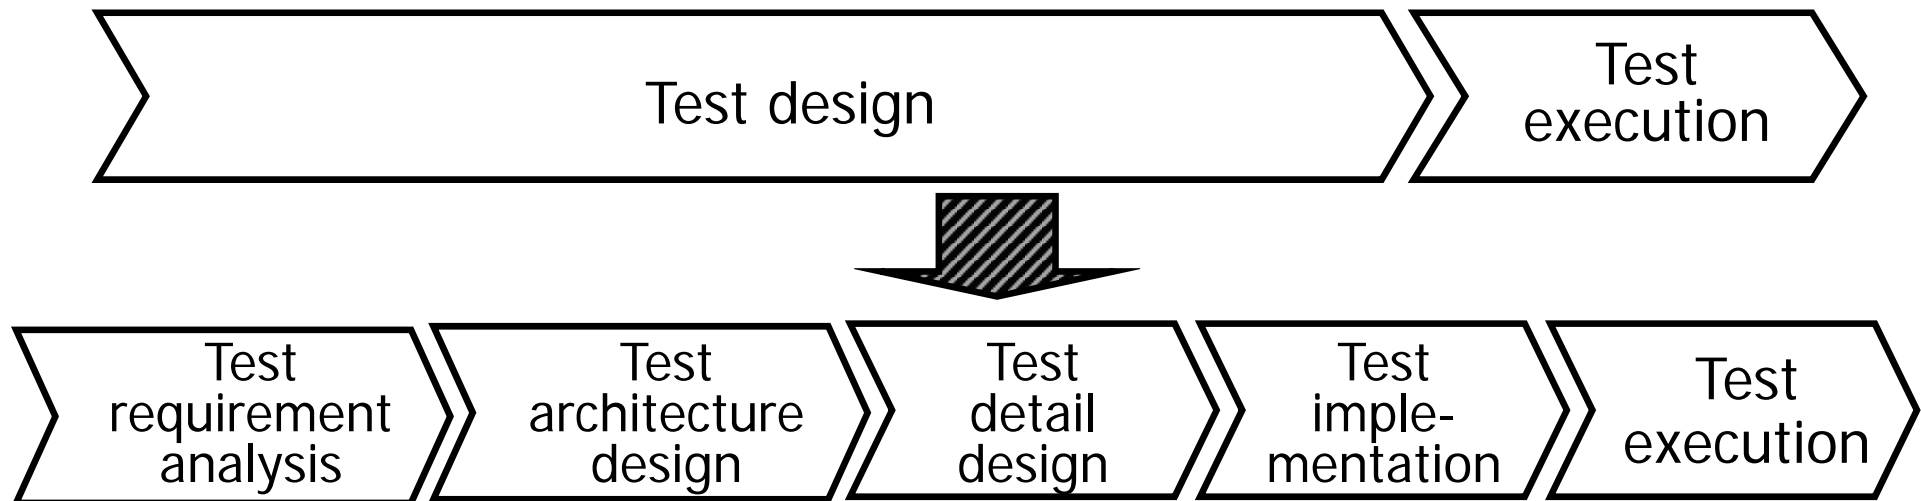 Test design
Test
execution
Test
requirement
analysis
Test
architecture
design
Test
detail
design
Test
imple-
mentation
Test
execution